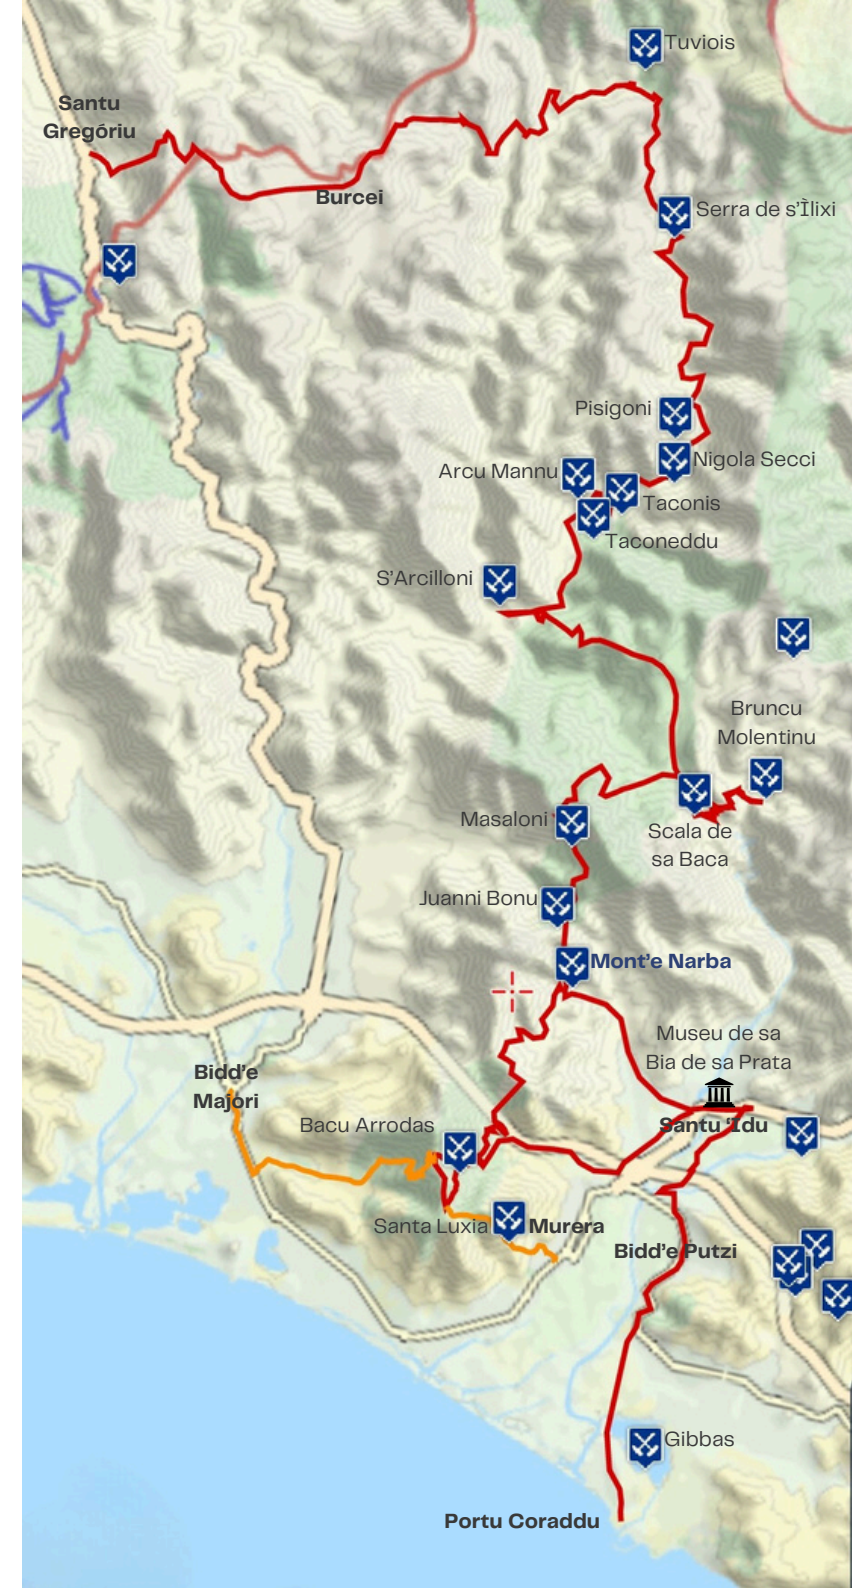 Tuviois
Santu
Gregóriu
Burcei
Serra de s'Ìlixi
Pisigoni
Nigola Secci
Arcu Mannu
Taconis
Taconeddu
S'Arcilloni
Bruncu
Molentinu
Masaloni
Scala de
sa Baca
Juanni Bonu
Mont'e Narba
Museu de sa
Bia de sa Prata
Bidd'e
Majori
Bacu Arrodas
Santu 'Idu
Santa Luxia
Murera
Bidd'e Putzi
Gibbas
Portu Coraddu